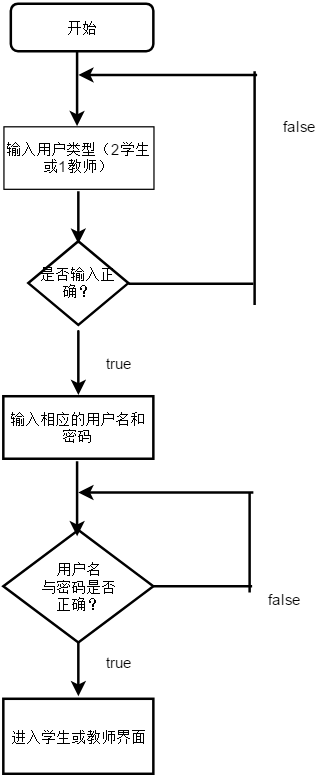 开始
false
输入用户类型（2学生
或1教师）
是否输入正
确？
true
输入相应的用户名和
密码
用户名
与密码是否
正确？
false
true
进入学生或教师界面